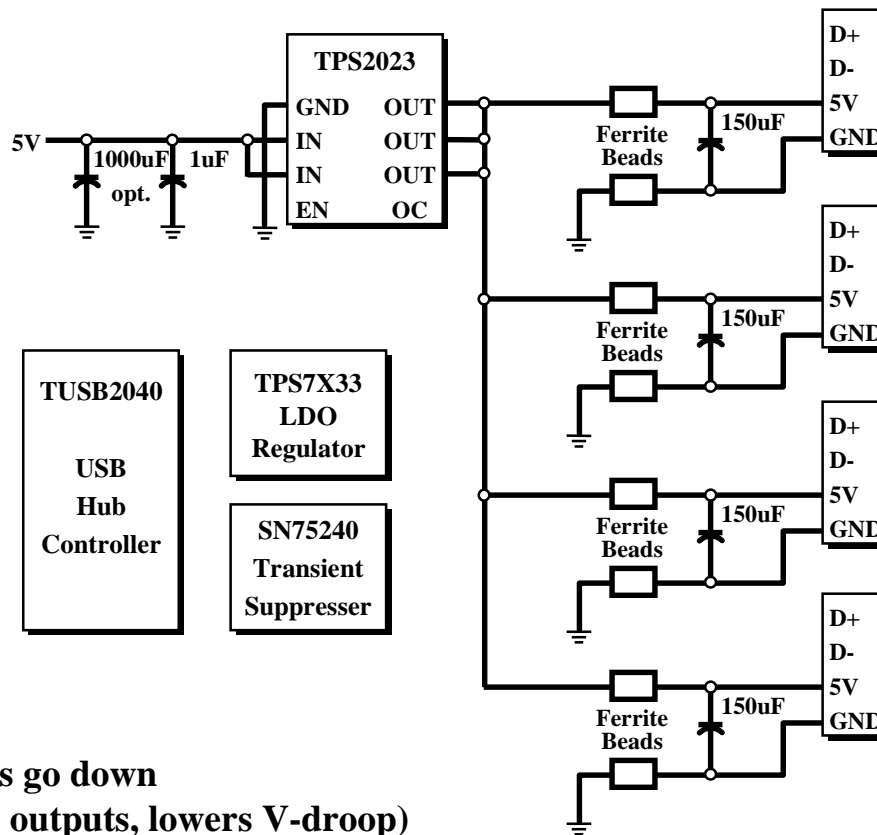 TPS2023
GND OUT
IN OUT
IN OUT
EN OC
5V
1000uF
opt.
1uF
Ferrite
Beads
150uF
D+
D-
5V
GND
Ferrite
Beads
150uF
D+
D-
5V
GND
TUSB2040
USB
Hub
Controller
TPS7X33
LDO
Regulator
SN75240
Transient
Suppresser
Ferrite
Beads
150uF
D+
D-
5V
GND
Ferrite
Beads
150uF
D+
D-
5V
GND
s go down
outputs, lowers V-droop)